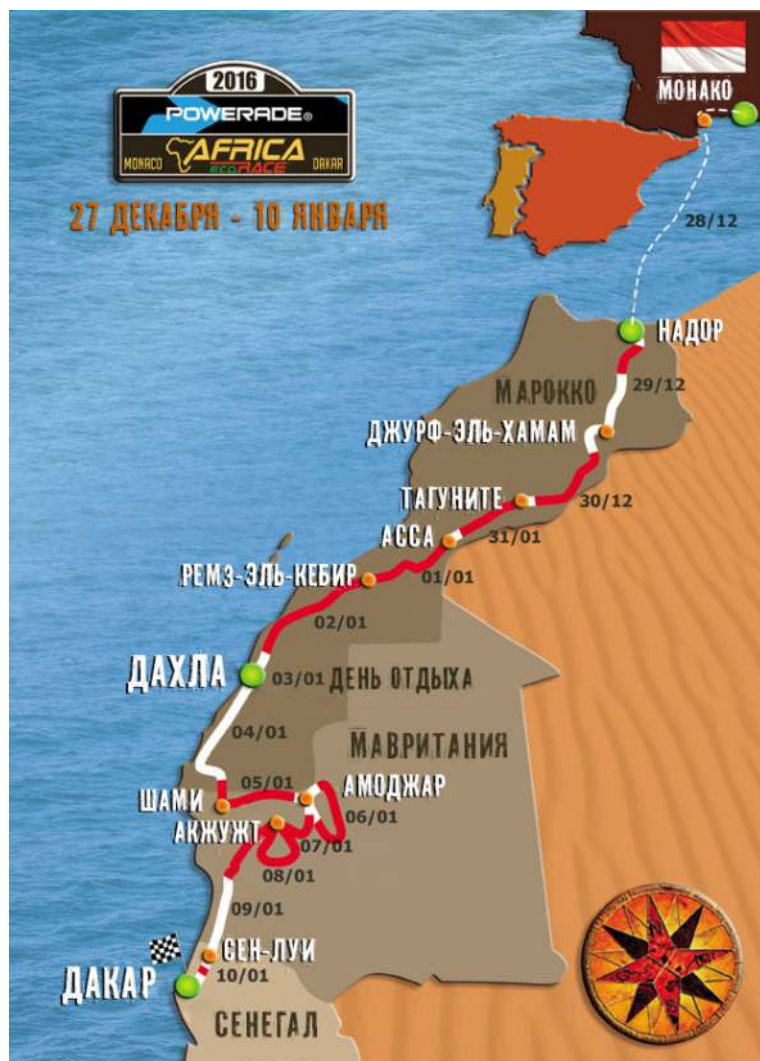 2016
POWERADE®
MONACO AFRICA DAKAR
ECO RACE
27 ДЕКАБРЯ - 10 ЯНВАРЯ
МОНАКО
28/12
НАДОР
29/12
МАРОККО
ДЖУРФ-ЭЛЬ-ХАМАМ
ТАГУНИТЕ
30/12
АССА
31/01
РЕМЗ-ЭЛЬ-КЕБИР
01/01
02/01
ДАХЛА
03/01 ДЕНЬ ОТДЫХА
04/01
МАВРИТАНИЯ
05/01
АМОДЖАР
ШАМИ
06/01
АКЖУЖТ
07/01
08/01
09/01
СЕН-ЛУИ
ДАКАР
10/01
СЕНЕГАЛ